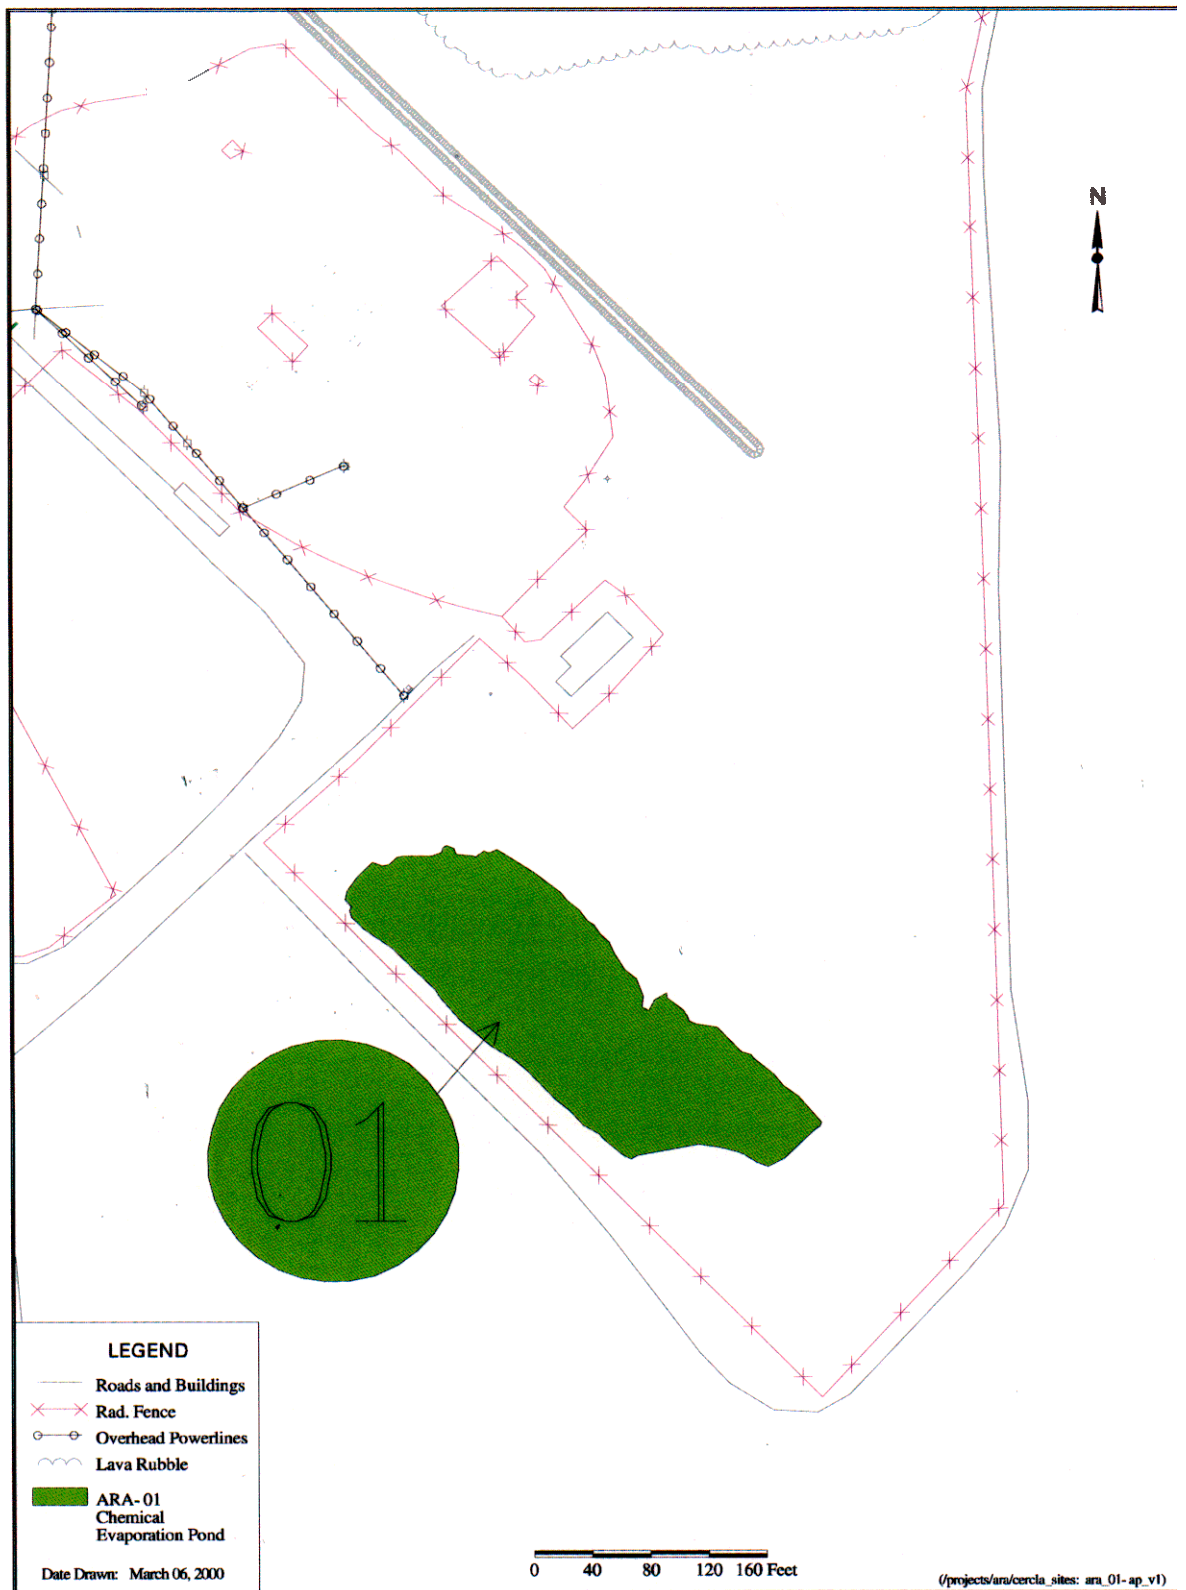 N
01
LEGEND
Roads and Buildings
Rad. Fence
Overhead Powerlines
Lava Rubble
ARA-01
Chemical
Evaporation Pond
Date Drawn: March 06, 2000
0 40 80 120 160 Feet
(/projects/ara/cercla_sites: ara_01-ap_v1)